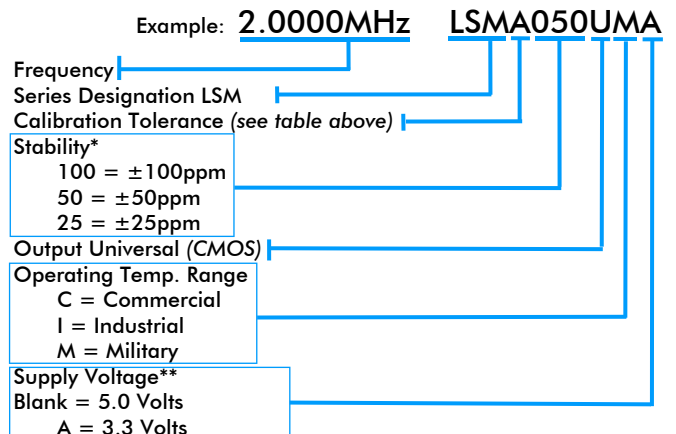 Example: 2.0000MHz LSMA050UMA
Frequency
Series Designation LSM
Calibration Tolerance (see table above)
Stability*
100 = ±100ppm
50 = ±50ppm
25 = ±25ppm
Output Universal (CMOS)
Operating Temp. Range
C = Commercial
I = Industrial
M = Military
Supply Voltage**
Blank = 5.0 Volts
A = 3.3 Volts